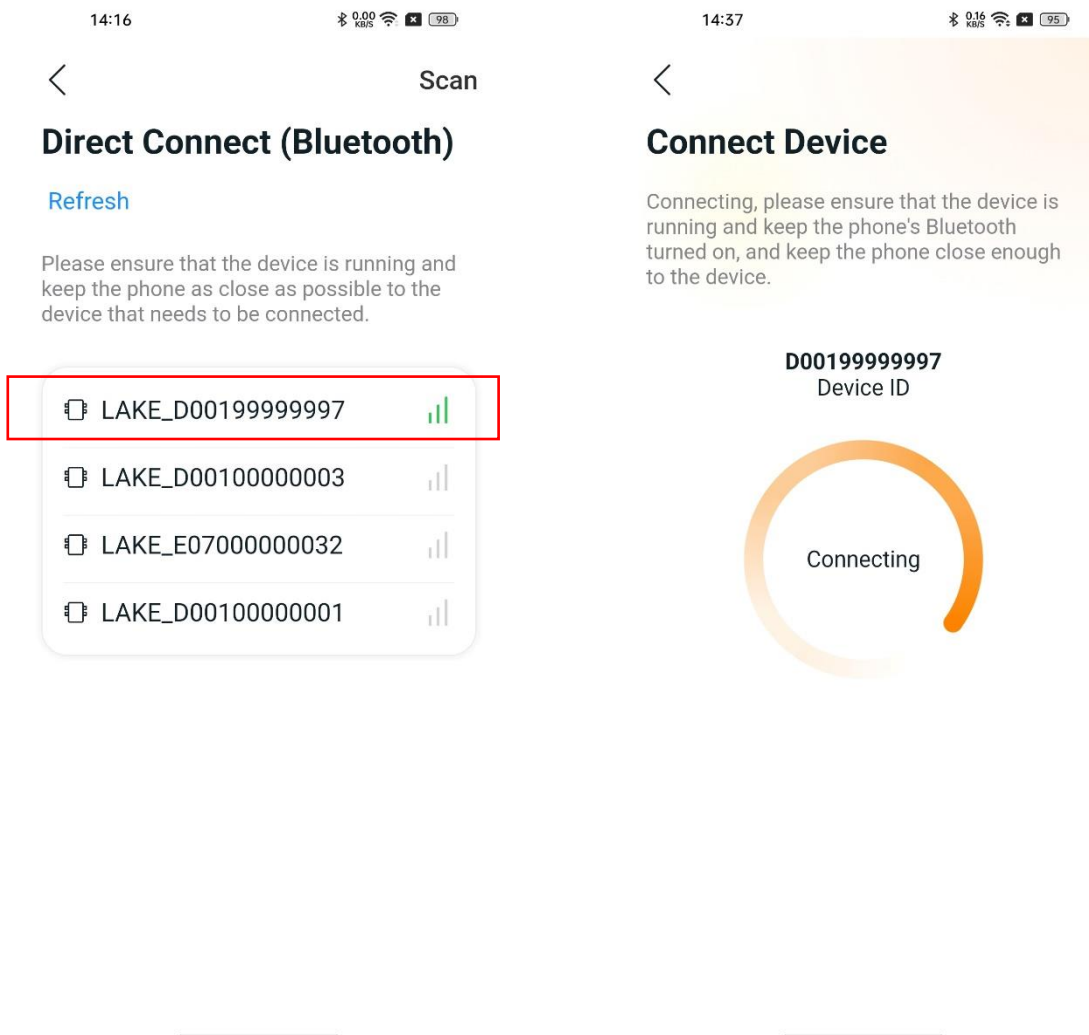 14:16
0.00 KB/S
98
Scan
Direct Connect (Bluetooth)
Refresh
Please ensure that the device is running and
keep the phone as close as possible to the
device that needs to be connected.
LAKE_D00199999997
LAKE_D00100000003
LAKE_E07000000032
LAKE_D00100000001
14:37
0.16 KB/S
95
Connect Device
Connecting, please ensure that the device is
running and keep the phone's Bluetooth
turned on, and keep the phone close enough
to the device.
D00199999997
Device ID
Connecting